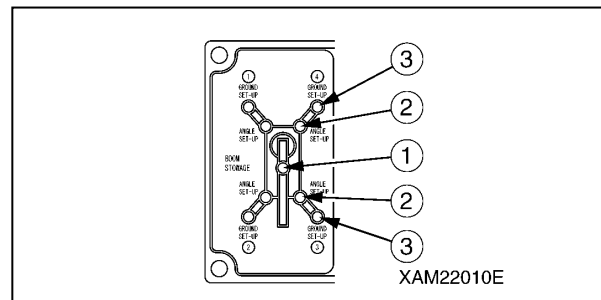 ① ④
GROUND SET-UP
GROUND SET-UP
③
②
ANGLE SET-UP
ANGLE SET-UP
BOOM STOWAGE
①
ANGLE SET-UP
ANGLE SET-UP
②
GROUND SET-UP
GROUND SET-UP
③
② ③
XAM22010E